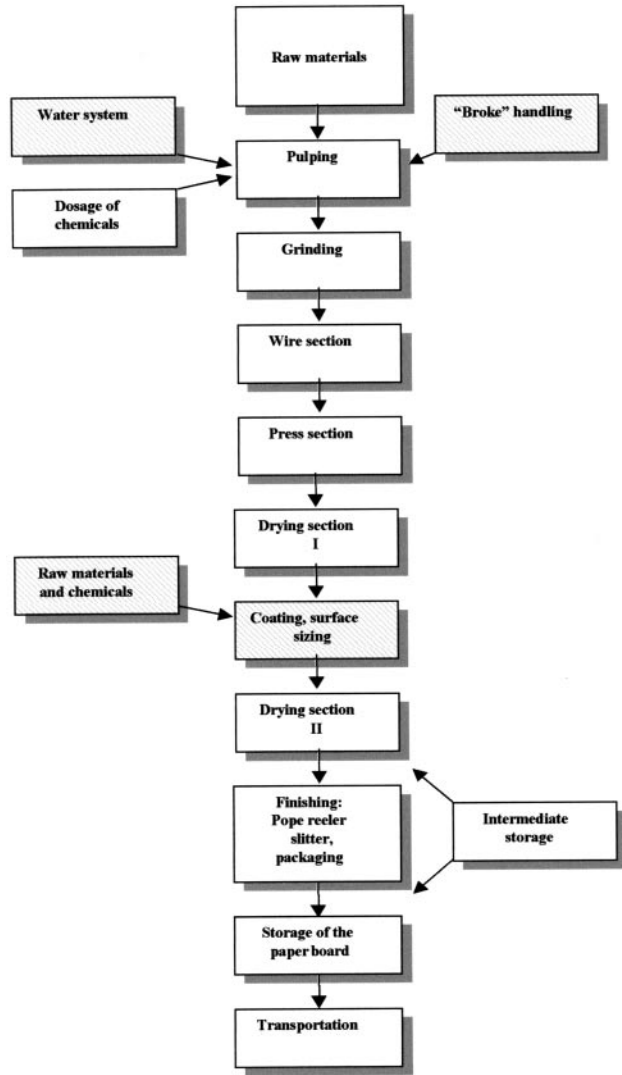 Raw materials
Water system
“Broke” handling
Pulping
Dosage of
chemicals
Grinding
Wire section
Press section
Drying section
I
Raw materials
and chemicals
Coating, surface
sizing
Drying section
II
Finishing:
Pope reeler
slitter,
packaging
Intermediate
storage
Storage of the
paper board
Transportation